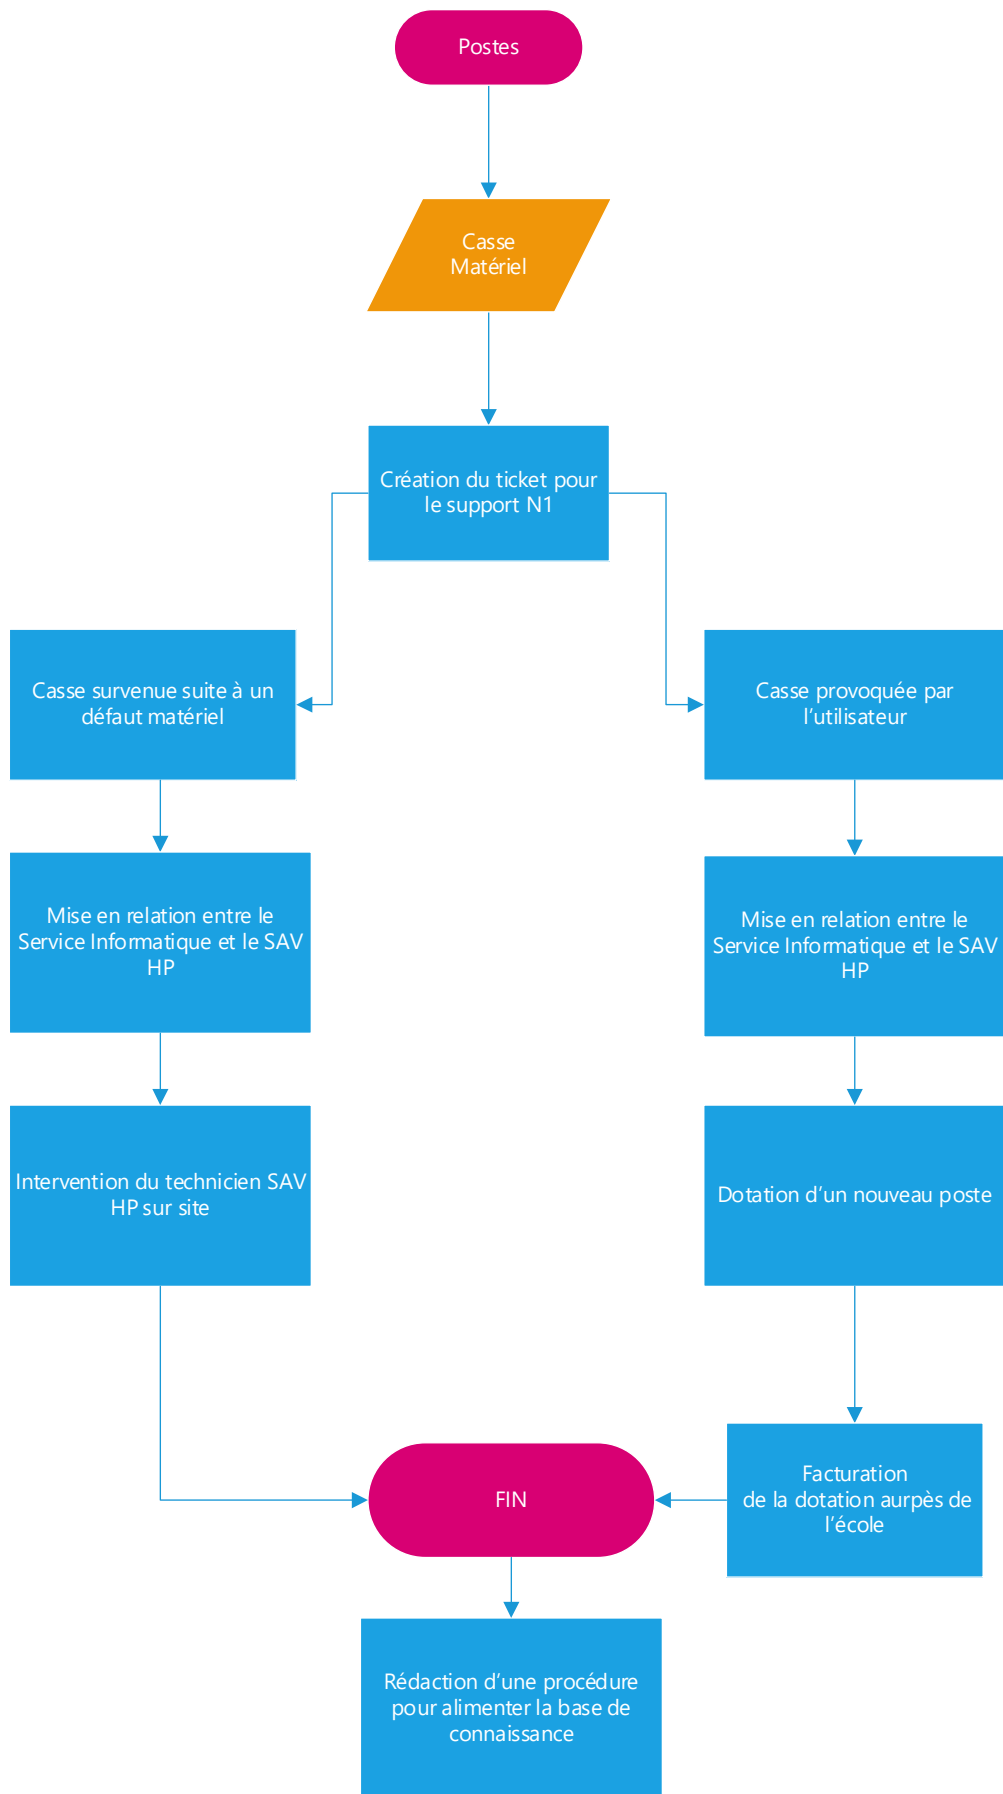 Postes
Casse
Matériel
Création du ticket pour
le support N1
Casse survenue suite à un
défaut matériel
Casse provoquée par
l'utilisateur
Mise en relation entre le
Service Informatique et le SAV
HP
Mise en relation entre le
Service Informatique et le SAV
HP
Intervention du technicien SAV
HP sur site
Dotation d'un nouveau poste
Facturation
de la dotation aurpès de
l'école
FIN
Rédaction d'une procédure
pour alimenter la base de
connaissance